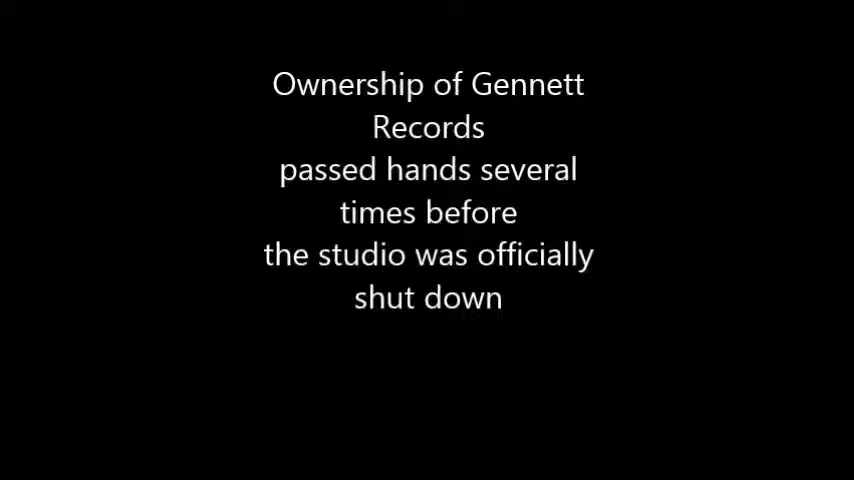 Ownership of Gennett
Records
passed hands several
times before
the studio was officially
shut down